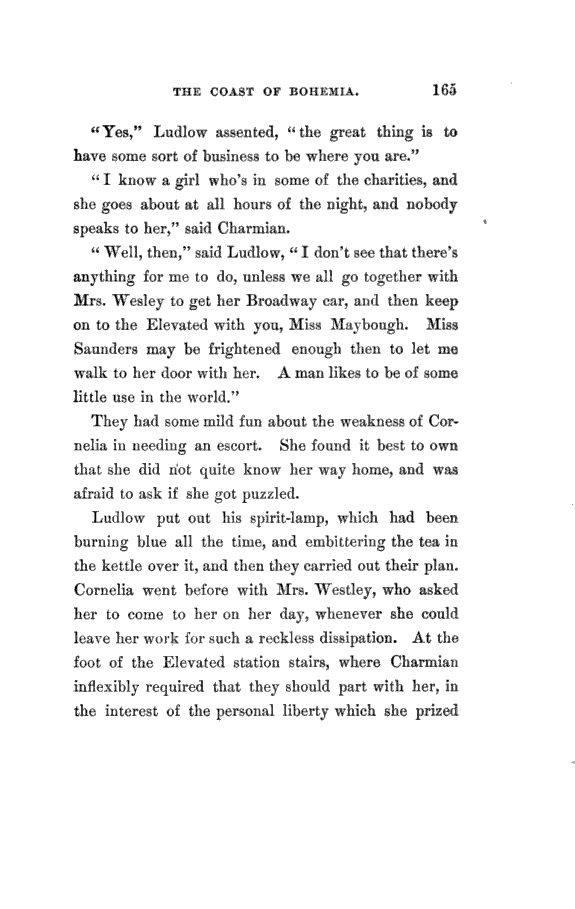 THE COAST OF BOHEMIA. 165
"Yes," Ludlow assented, "the great thing is to
have some sort of business to be where you are."
"I know a girl who's in some of the charities, and
she goes about at all hours of the night, and nobody
speaks to her," said Charmian.
"Well, then," said Ludlow, "I don't see that there's
anything for me to do, unless we all go together with
Mrs. Wesley to get her Broadway car, and then keep
on to the Elevated with you, Miss Maybough. Miss
Saunders may be frightened enough then to let me
walk to her door with her. A man likes to be of some
little use in the world."
They had some mild fun about the weakness of Cor-
nelia in needing an escort. She found it best to own
that she did not quite know her way home, and was
afraid to ask if she got puzzled.
Ludlow put out his spirit-lamp, which had been
burning blue all the time, and embittering the tea in
the kettle over it, and then they carried out their plan.
Cornelia went before with Mrs. Westley, who asked
her to come to her on her day, whenever she could
leave her work for such a reckless dissipation. At the
foot of the Elevated station stairs, where Charmian
inflexibly required that they should part with her, in
the interest of the personal liberty which she prized